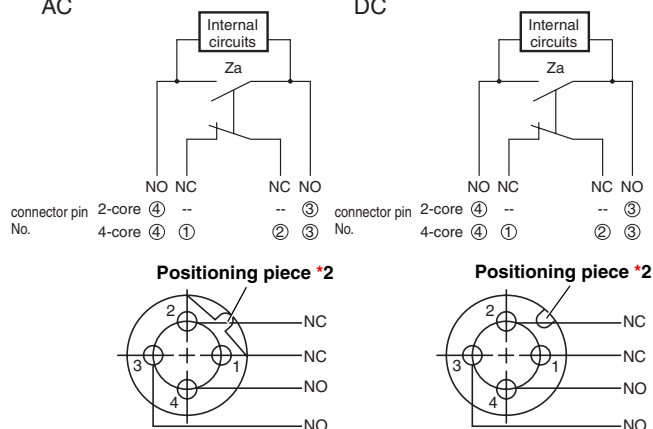 AC
DC
Internal
circuits
Internal
circuits
Za
Za
NO NC NC NO
NO NC NC NO
connector pin 2-core ④ -- -- ③
No. 4-core ④ ① ② ③
connector pin 2-core ④ -- -- ③
No. 4-core ④ ① ② ③
Positioning piece *2
Positioning piece *2
2
NC
3
1
NC
4
NO
NO
2
NC
3
1
NC
4
NO
NO